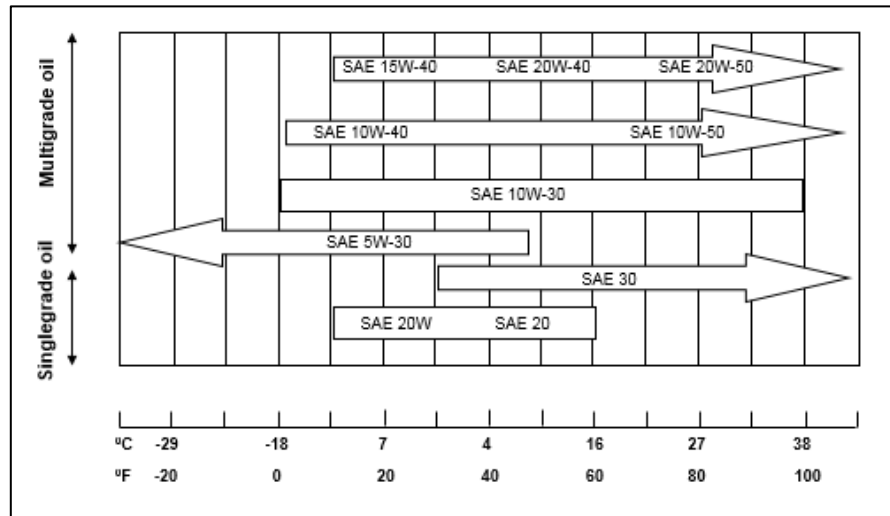 Multigrade oil
SAE 15W-40 SAE 20W-40 SAE 20W-50
SAE 10W-40 SAE 10W-50
SAE 10W-30
SAE 5W-30
Singlegrade oil
SAE 30
SAE 20W SAE 20
ºC -29 -18 7 4 16 27 38
ºF -20 0 20 40 60 80 100